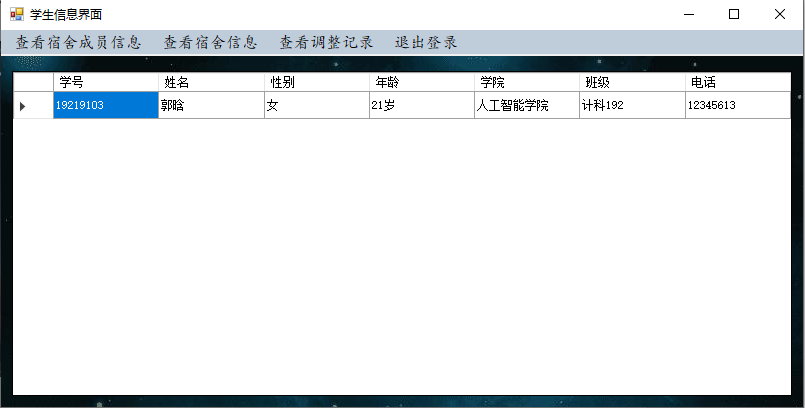 学生信息界面
查看宿舍成员信息 查看宿舍信息 查看调整记录 退出登录
学号 姓名 性别 年龄 学院 班级 电话
19219103 郭晗 女 21岁 人工智能学院 计科192 12345613